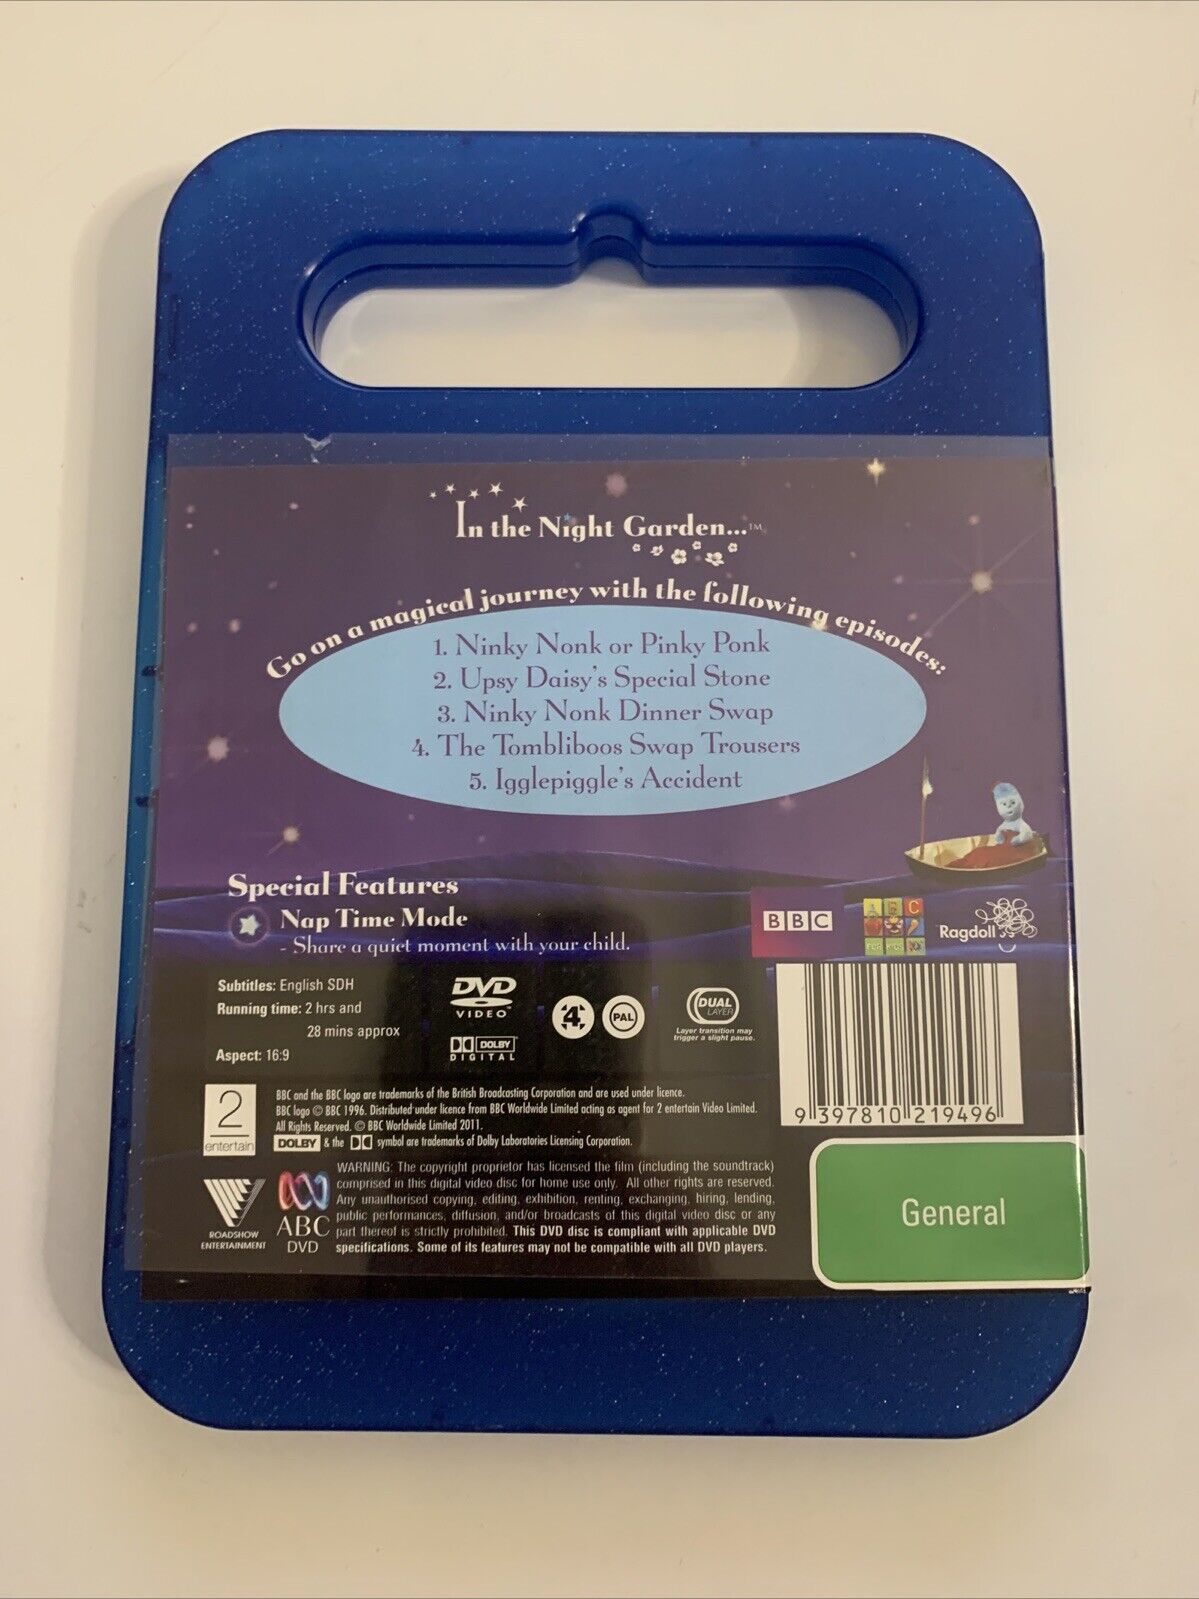 In the Night Garden...™
Go on a magical journey with the following episodes:
1. Ninky Nonk or Pinky Ponk
2. Upsy Daisy's Special Stone
3. Ninky Nonk Dinner Swap
4. The Tombliboos Swap Trousers
5. Igglepiggle's Accident
Special Features
Nap Time Mode
- Share a quiet moment with your child.
BBC
ABC
FOR KIDS
Ragdoll
Subtitles: English SDH
Running time: 2 hrs and
28 mins approx
Aspect: 16:9
DVD
VIDEO™
DOLBY
DIGITAL
4
PAL
DUAL
LAYER
Layer transition may
trigger a slight pause.
9 397810 219496
2
entertain
BBC and the BBC logo are trademarks of the British Broadcasting Corporation and are used under licence.
BBC logo © BBC 1996. Distributed under licence from BBC Worldwide Limited acting as agent for 2 entertain Video Limited.
All Rights Reserved. © BBC Worldwide Limited 2011.
DOLBY & the symbol are trademarks of Dolby Laboratories Licensing Corporation.
ROADSHOW
ENTERTAINMENT
ABC
DVD
WARNING: The copyright proprietor has licensed the film (including the soundtrack)
comprised in this digital video disc for home use only. All other rights are reserved.
Any unauthorised copying, editing, exhibition, renting, exchanging, hiring, lending,
public performances, diffusion, and/or broadcasts of this digital video disc or any
part thereof is strictly prohibited. This DVD disc is compliant with applicable DVD
specifications. Some of its features may not be compatible with all DVD players.
General